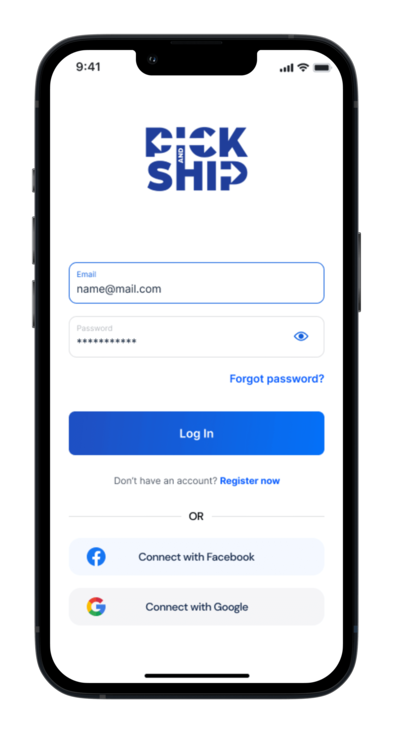 9:41
PICK
AND
SHIP
Email
name@mail.com
Password
***********
Forgot password?
Log In
Don't have an account? Register now
OR
Connect with Facebook
Connect with Google